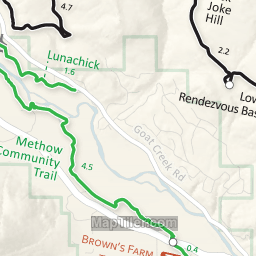 Joke
Hill
4.7
2.2
Lunachick
1.6
Low
Rendezvous Bas
Goat Creek Rd
Methow
Community
Trail
4.5
MapTiler.com
BROWN'S FARM
0.4